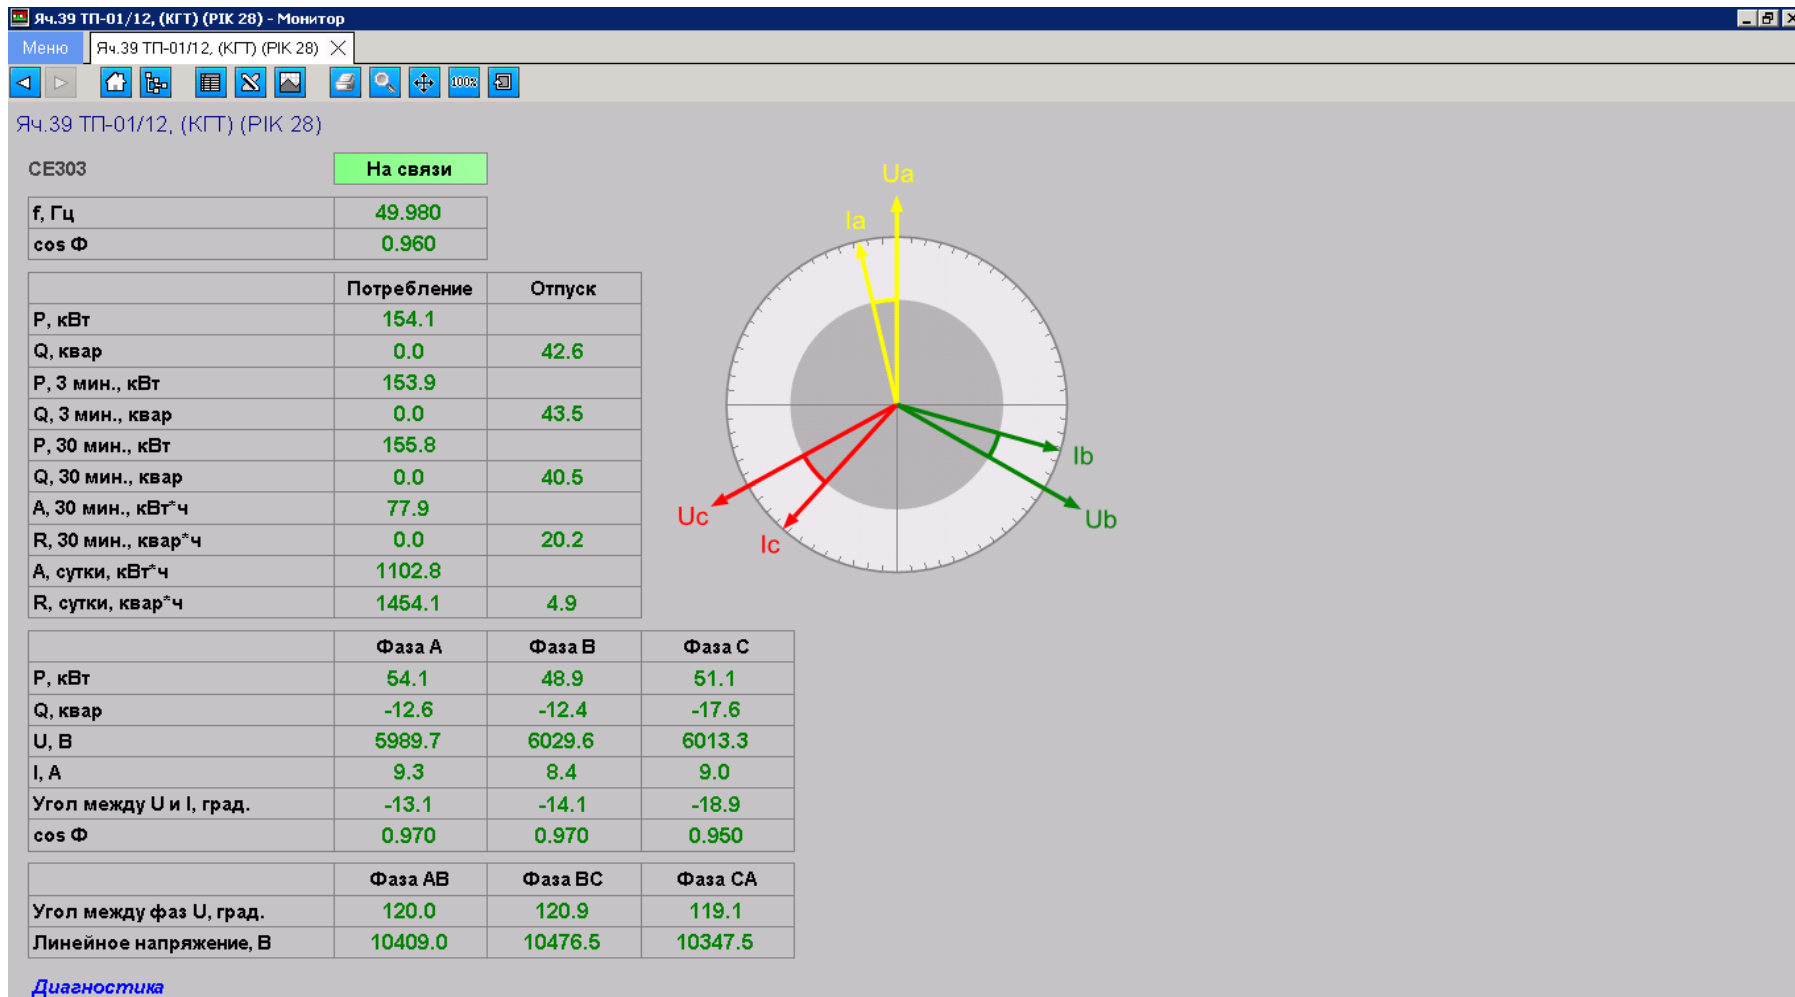 Яч.39 ТП-01/12, (КГТ) (PIK 28) - Монитор
Меню Яч.39 ТП-01/12, (КГТ) (PIK 28)
100%
Яч.39 ТП-01/12, (КГТ) (PIK 28)
CE303 На связи
f, Гц 49.980
cos Ф 0.960
Потребление Отпуск
P, кВт 154.1
Q, квар 0.0 42.6
P, 3 мин., кВт 153.9
Q, 3 мин., квар 0.0 43.5
P, 30 мин., кВт 155.8
Q, 30 мин., квар 0.0 40.5
A, 30 мин., кВт*ч 77.9
R, 30 мин., квар*ч 0.0 20.2
A, сутки, кВт*ч 1102.8
R, сутки, квар*ч 1454.1 4.9
Ua
Ia
Ib
Ub
Uc
Ic
Фаза A Фаза B Фаза C
P, кВт 54.1 48.9 51.1
Q, квар -12.6 -12.4 -17.6
U, В 5989.7 6029.6 6013.3
I, А 9.3 8.4 9.0
Угол между U и I, град. -13.1 -14.1 -18.9
cos Ф 0.970 0.970 0.950
Фаза AB Фаза BC Фаза CA
Угол между фаз U, град. 120.0 120.9 119.1
Линейное напряжение, В 10409.0 10476.5 10347.5
Диагностика